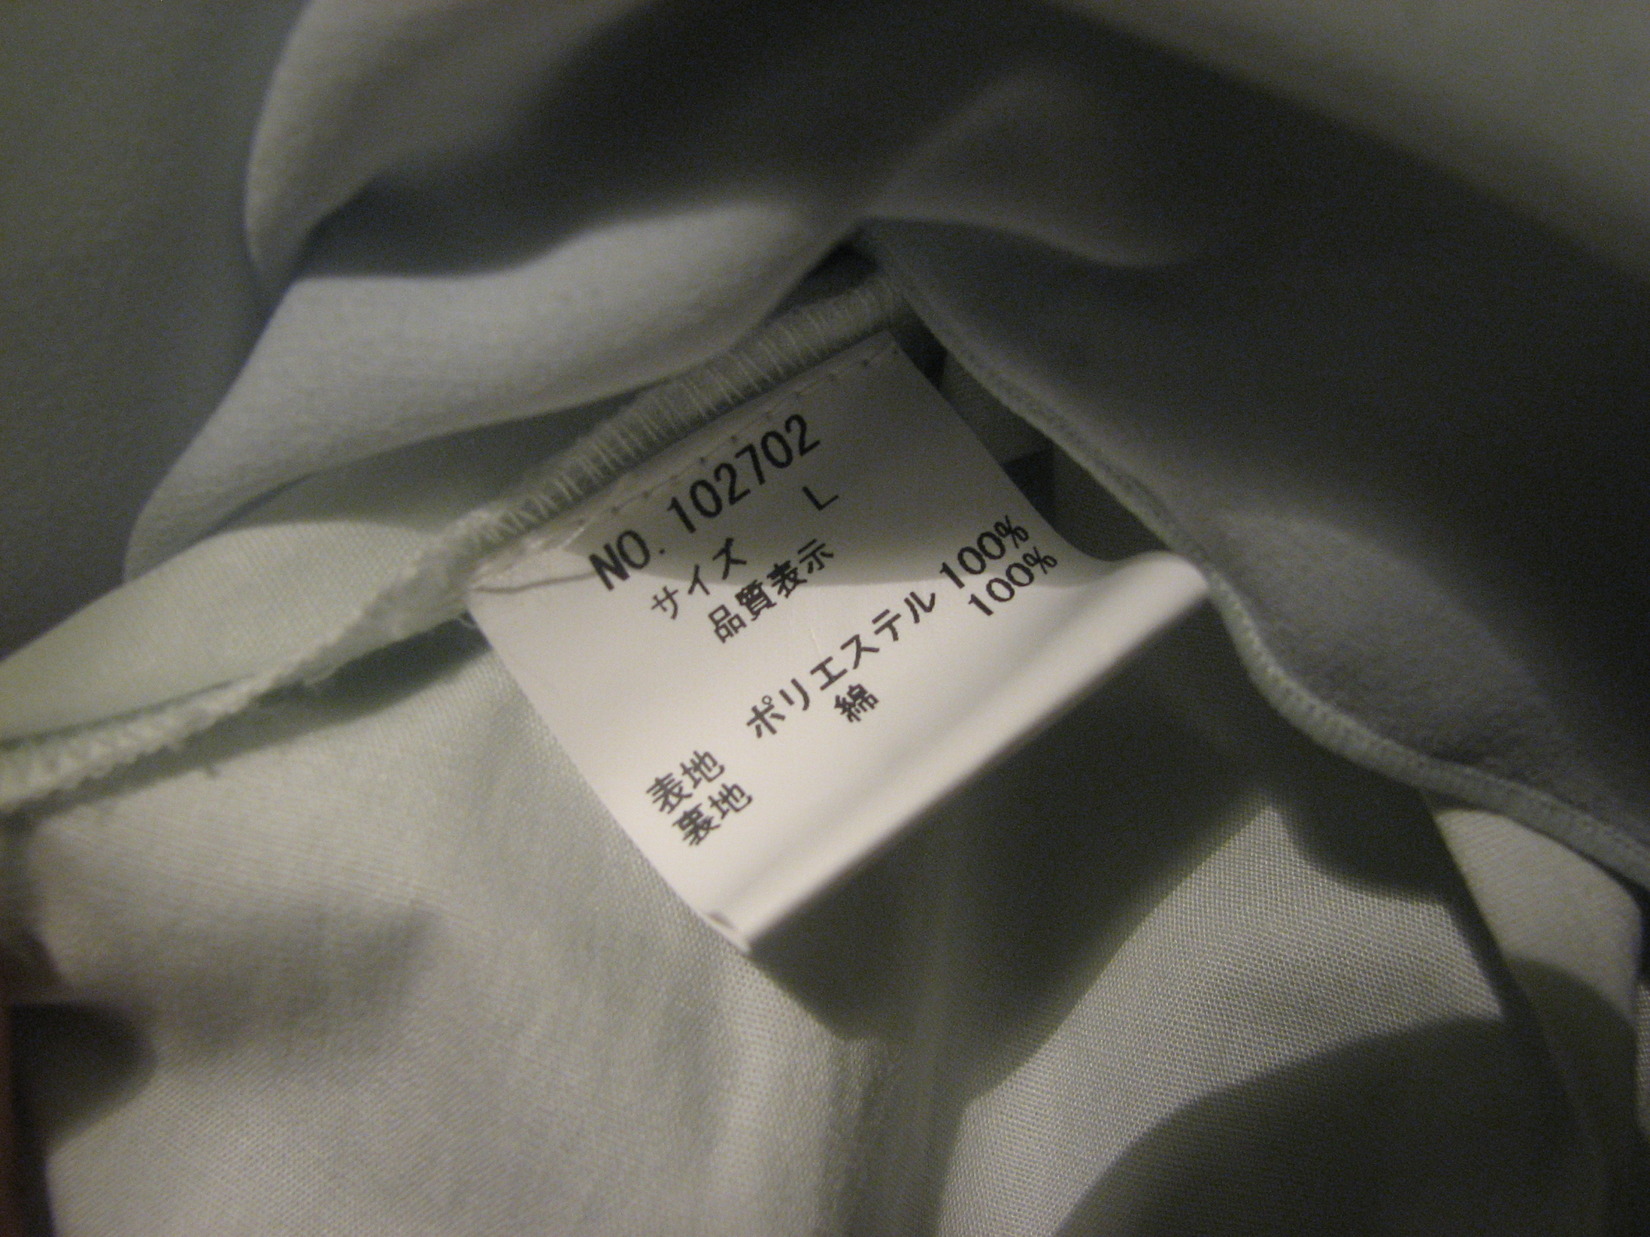 NO. 102702
サイズ L
品質表示
表地 ポリエステル 100%
裏地 綿 100%